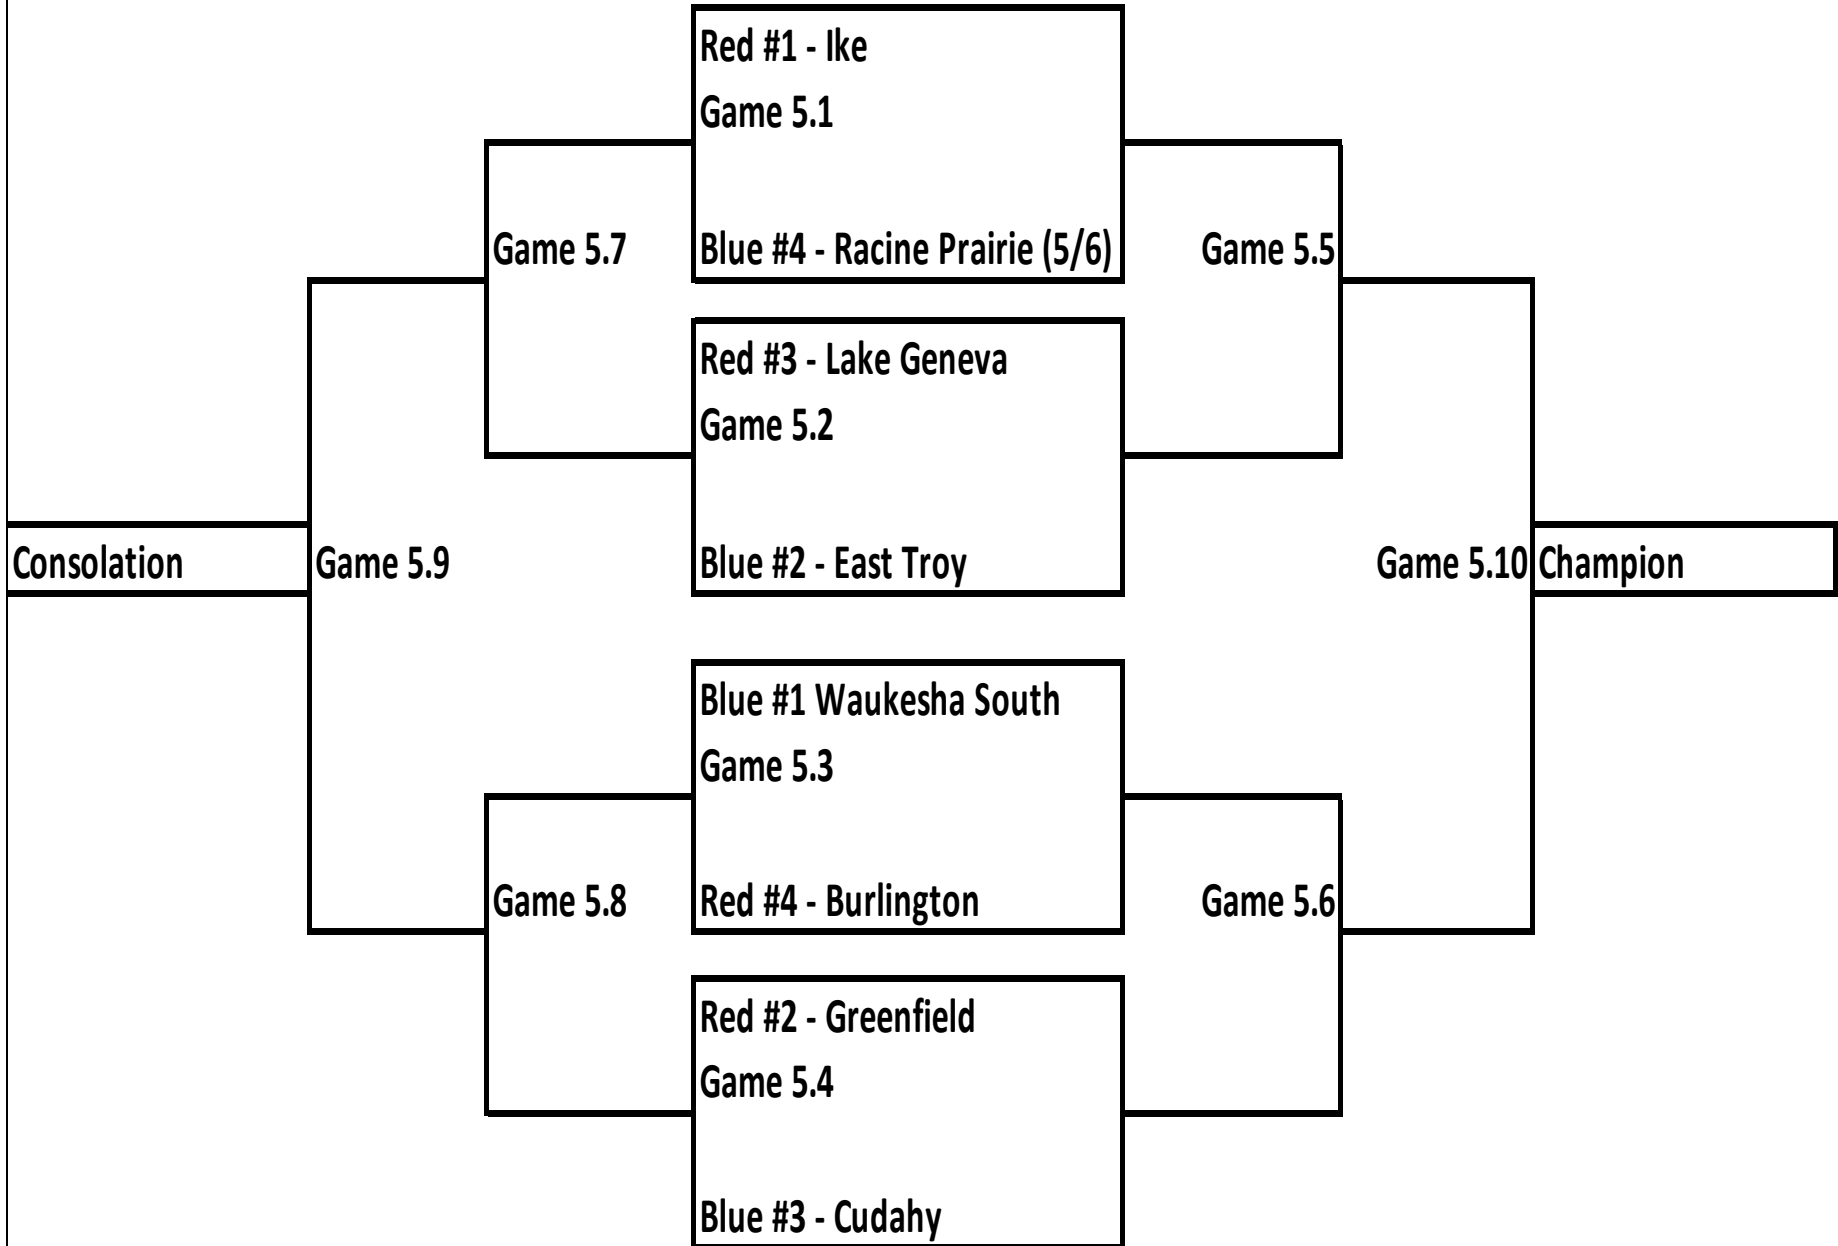 Red #1 - Ike
Game 5.1
Game 5.7
Blue #4 - Racine Prairie (5/6)
Game 5.5
Red #3 - Lake Geneva
Game 5.2
Consolation
Game 5.9
Blue #2 - East Troy
Game 5.10
Champion
Blue #1 Waukesha South
Game 5.3
Game 5.8
Red #4 - Burlington
Game 5.6
Red #2 - Greenfield
Game 5.4
Blue #3 - Cudahy